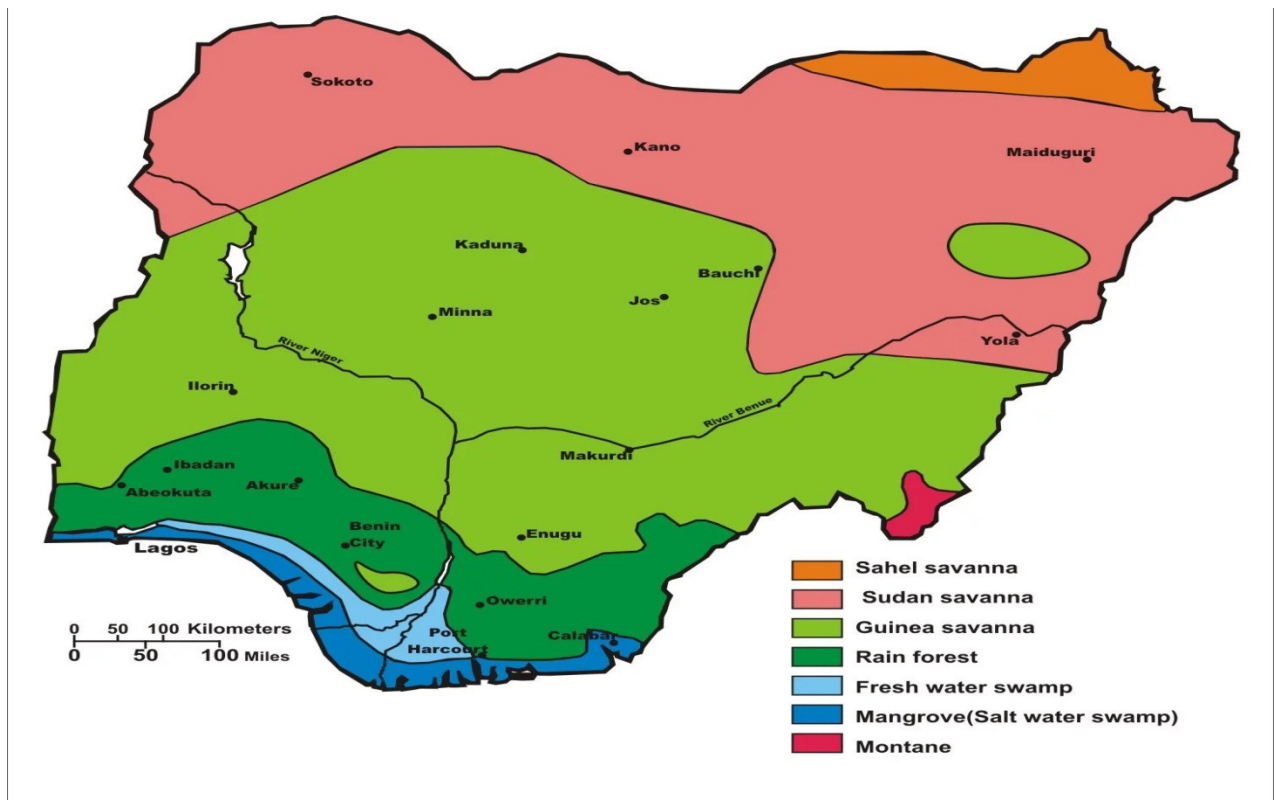 Sokoto
Kano
Maiduguri
Kaduna
Bauchi
Jos
Minna
River Niger
Yola
Ilorin
River Benue
Makurdi
Ibadan
Abeokuta
Akure
Benin
City
Enugu
Lagos
Owerri
Port
Harcourt
Calabar
0 50 100 Kilometers
0 50 100 Miles
Sahel savanna
Sudan savanna
Guinea savanna
Rain forest
Fresh water swamp
Mangrove(Salt water swamp)
Montane